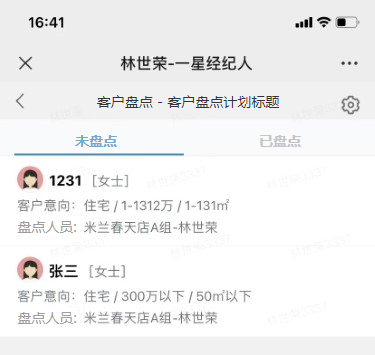 16:41
林世荣-一星经纪人
客户盘点 - 客户盘点计划标题
未盘点
已盘点
1231 [女士]
客户意向：住宅 / 1-1312万 / 1-131㎡
盘点人员：米兰春天店A组-林世荣
张三 [女士]
客户意向：住宅 / 300万以下 / 50㎡以下
盘点人员：米兰春天店A组-林世荣